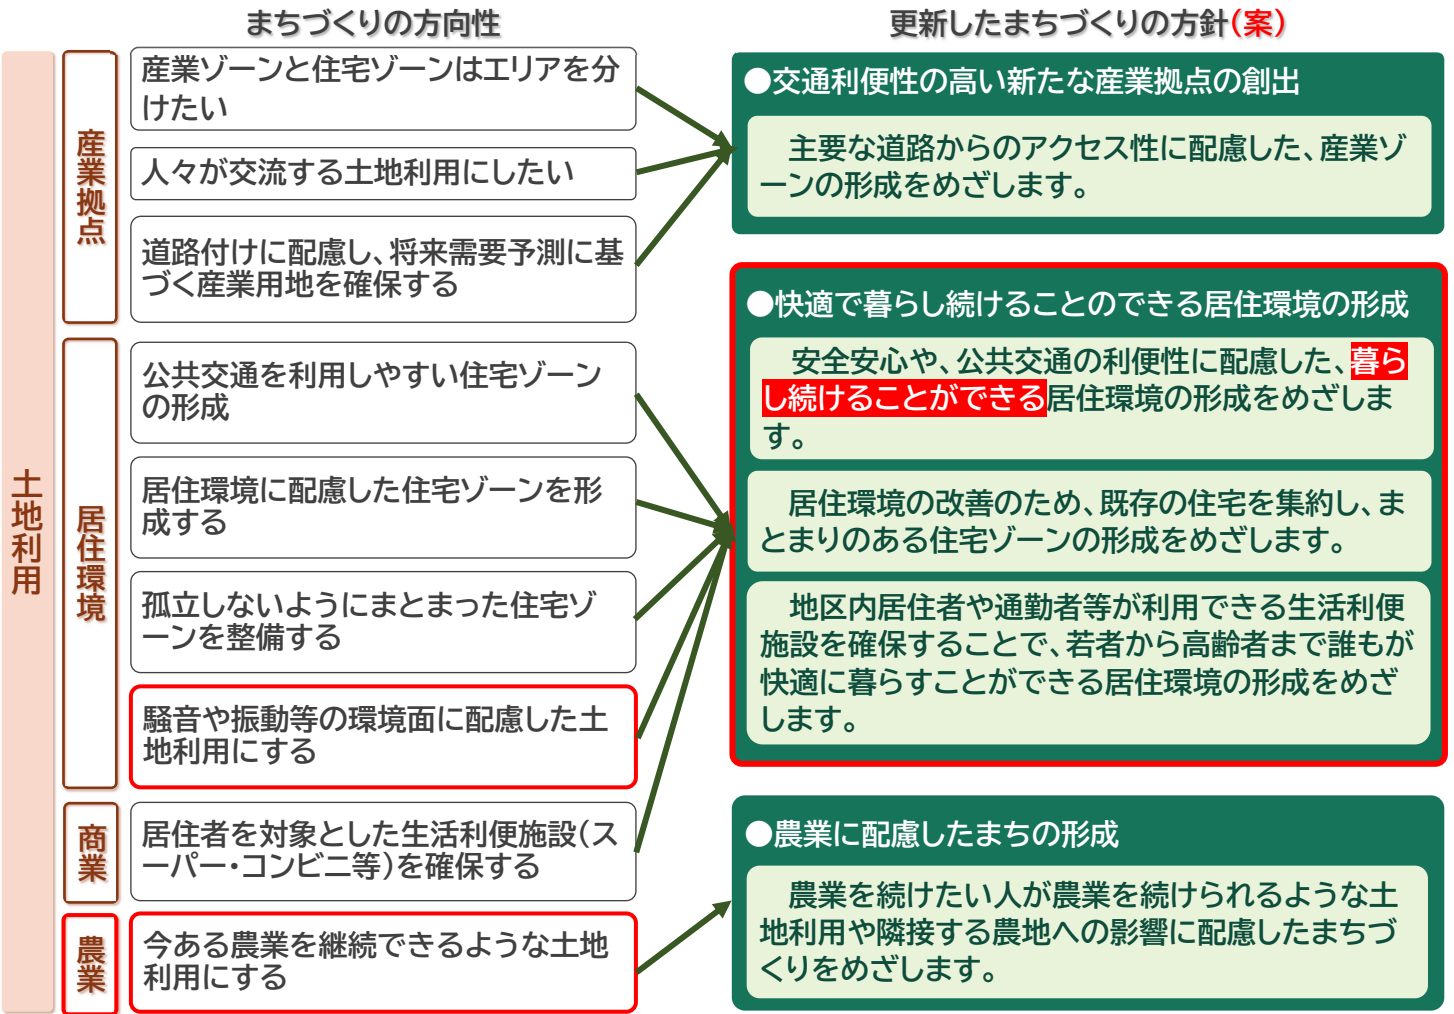 まちづくりの方向性
更新したまちづくりの方針(案)
土地利用
産業拠点
産業ゾーンと住宅ゾーンはエリアを分
けたい
人々が交流する土地利用にしたい
道路付けに配慮し、将来需要予測に基
づく産業用地を確保する
居住環境
公共交通を利用しやすい住宅ゾーン
の形成
居住環境に配慮した住宅ゾーンを形
成する
孤立しないようにまとまった住宅ゾ
ーンを整備する
騒音や振動等の環境面に配慮した土
地利用にする
商業
居住者を対象とした生活利便施設(ス
ーパー・コンビニ等)を確保する
農業
今ある農業を継続できるような土地
利用にする
●交通利便性の高い新たな産業拠点の創出
主要な道路からのアクセス性に配慮した、産業ゾ
ーンの形成をめざします。
●快適で暮らし続けることのできる居住環境の形成
安全安心や、公共交通の利便性に配慮した、暮ら
し続けることができる居住環境の形成をめざしま
す。
居住環境の改善のため、既存の住宅を集約し、ま
とまりのある住宅ゾーンの形成をめざします。
地区内居住者や通勤者等が利用できる生活利便
施設を確保することで、若者から高齢者まで誰もが
快適に暮らすことができる居住環境の形成をめざ
します。
●農業に配慮したまちの形成
農業を続けたい人が農業を続けられるような土
地利用や隣接する農地への影響に配慮したまちづ
くりをめざします。